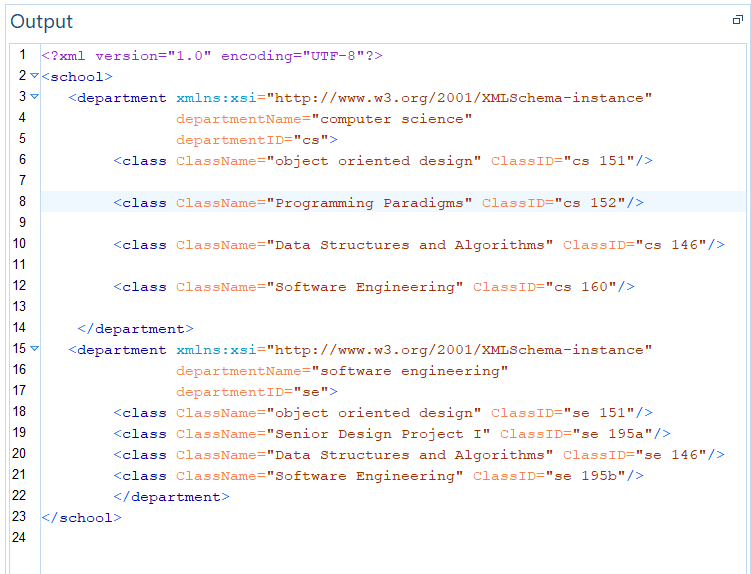 Output
1 <?xml version="1.0" encoding="UTF-8"?>
2 <school>
3 <department xmlns:xsi="http://www.w3.org/2001/XMLSchema-instance"
4 departmentName="computer science"
5 departmentID="cs">
6 <class ClassName="object oriented design" ClassID="cs 151"/>
7
8 <class ClassName="Programming Paradigms" ClassID="cs 152"/>
9
10 <class ClassName="Data Structures and Algorithms" ClassID="cs 146"/>
11
12 <class ClassName="Software Engineering" ClassID="cs 160"/>
13
14 </department>
15 <department xmlns:xsi="http://www.w3.org/2001/XMLSchema-instance"
16 departmentName="software engineering"
17 departmentID="se">
18 <class ClassName="object oriented design" ClassID="se 151"/>
19 <class ClassName="Senior Design Project I" ClassID="se 195a"/>
20 <class ClassName="Data Structures and Algorithms" ClassID="se 146"/>
21 <class ClassName="Software Engineering" ClassID="se 195b"/>
22 </department>
23 </school>
24